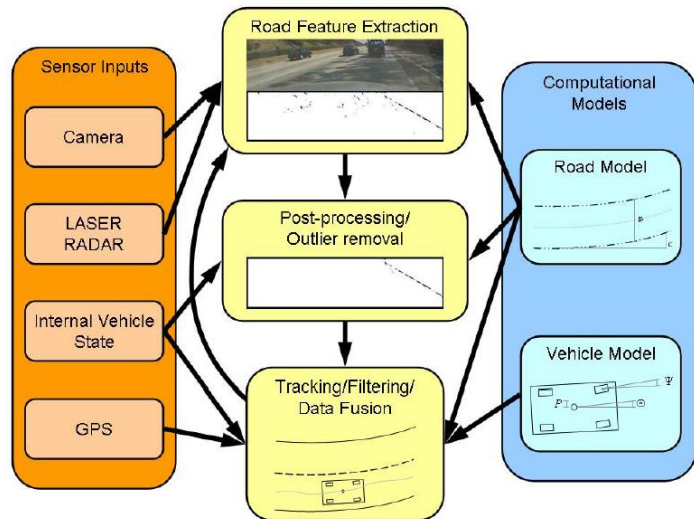 Road Feature Extraction
Sensor Inputs
Camera
LASER
RADAR
Internal Vehicle
State
GPS
Post-processing/
Outlier removal
Tracking/Filtering/
Data Fusion
Computational
Models
Road Model
D
C
Vehicle Model
Ψ
P
Θ